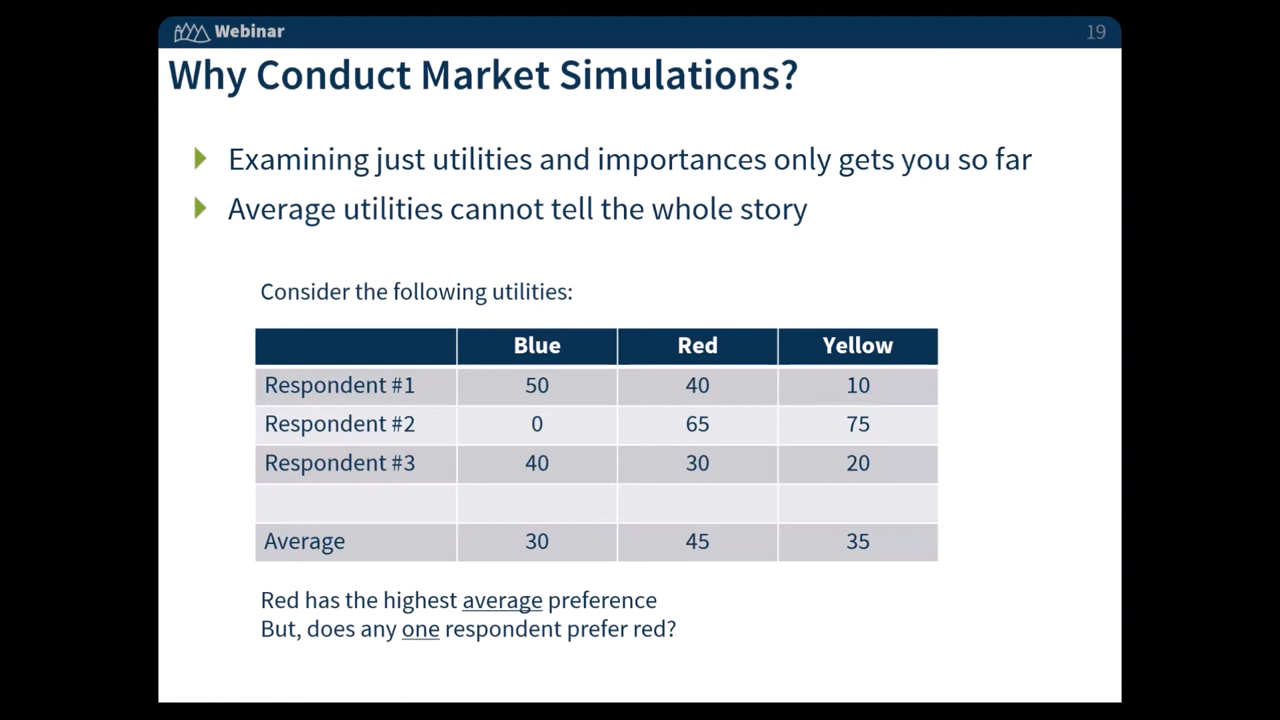 Webinar
19
Why Conduct Market Simulations?
Examining just utilities and importances only gets you so far
Average utilities cannot tell the whole story
Consider the following utilities:
Blue Red Yellow
Respondent #1 50 40 10
Respondent #2 0 65 75
Respondent #3 40 30 20
Average 30 45 35
Red has the highest average preference
But, does any one respondent prefer red?